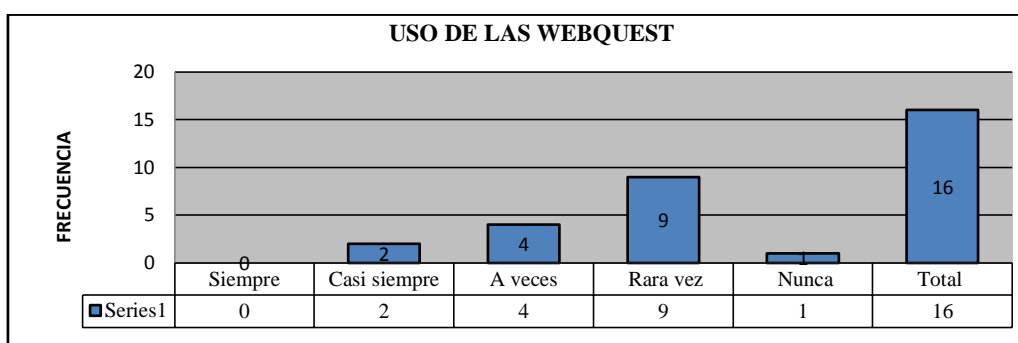 USO DE LAS WEBQUEST
FRECUENCIA
20
15
10
5
0
0
2
4
9
1
16
Siempre Casi siempre A veces Rara vez Nunca Total
Series1 0 2 4 9 1 16